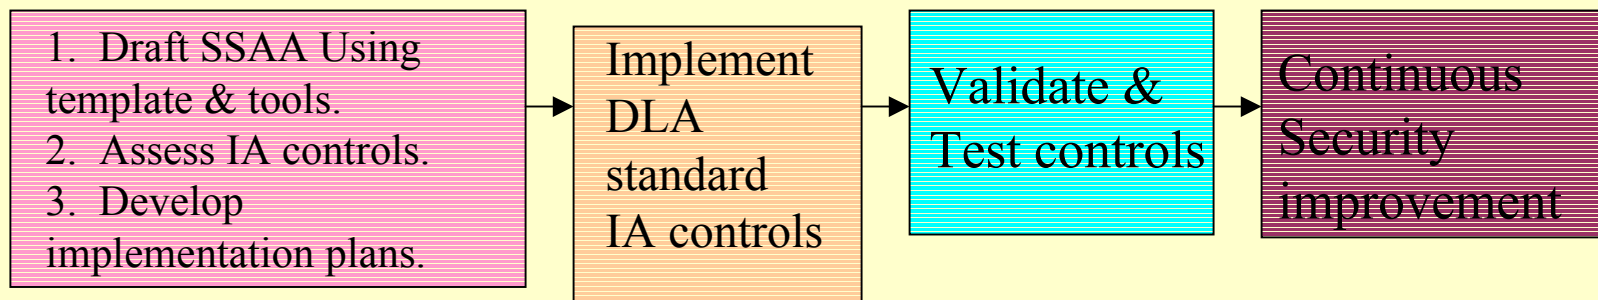 1. Draft SSAA Using
template & tools.
2. Assess IA controls.
3. Develop
implementation plans.
Implement
DLA
standard
IA controls
Validate &
Test controls
Continuous
Security
improvement